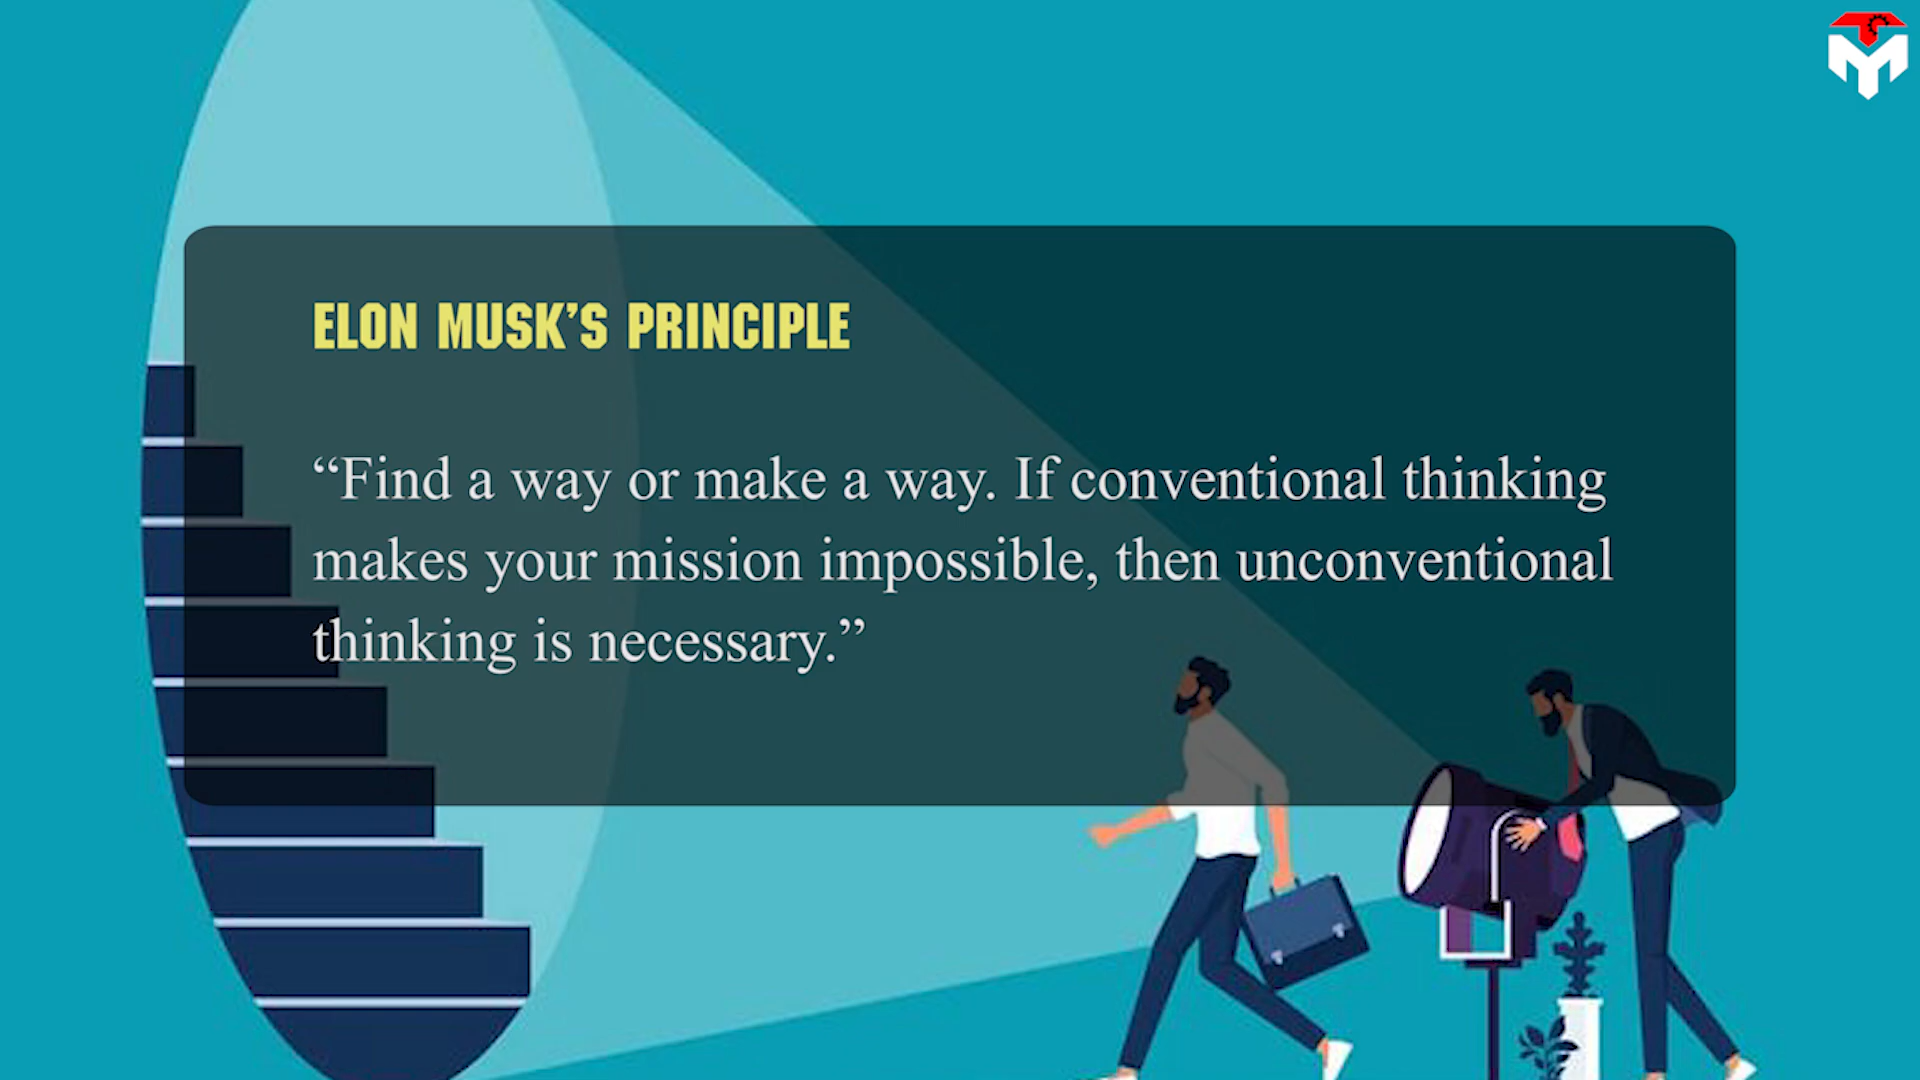 ELON MUSK’S PRINCIPLE
“Find a way or make a way. If conventional thinking
makes your mission impossible, then unconventional
thinking is necessary.”